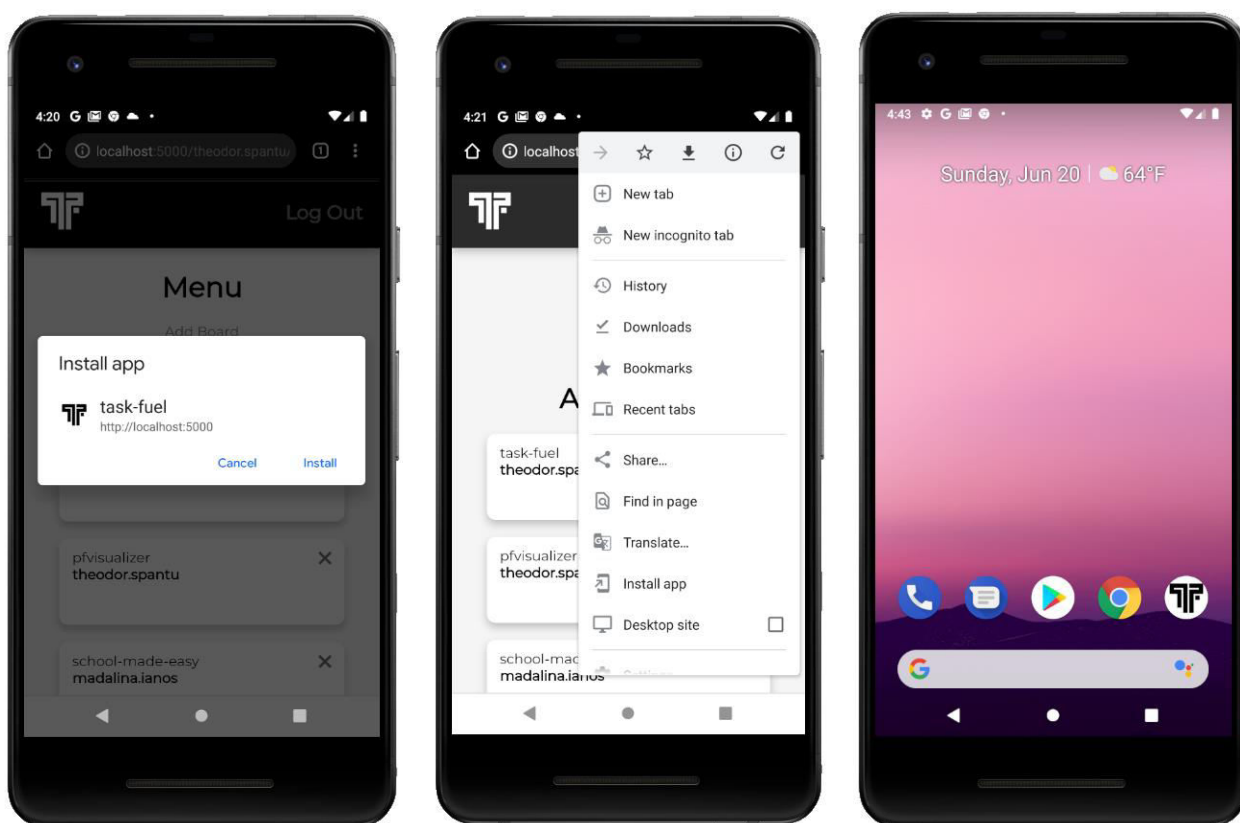 4:20
localhost:5000/theodor.spantu/
1
Log Out
Menu
Add Board
Install app
task-fuel
http://localhost:5000
Cancel
Install
pfvisualizer
theodor.spantu
school-made-easy
madalina.ianos
4:21
localhost
New tab
New incognito tab
History
Downloads
Bookmarks
Recent tabs
Share...
Find in page
Translate...
Install app
Desktop site
Settings
A
task-fuel
theodor.spa
pfvisualizer
theodor.spa
school-mad
madalina.ianos
4:43
Sunday, Jun 20 | 64°F